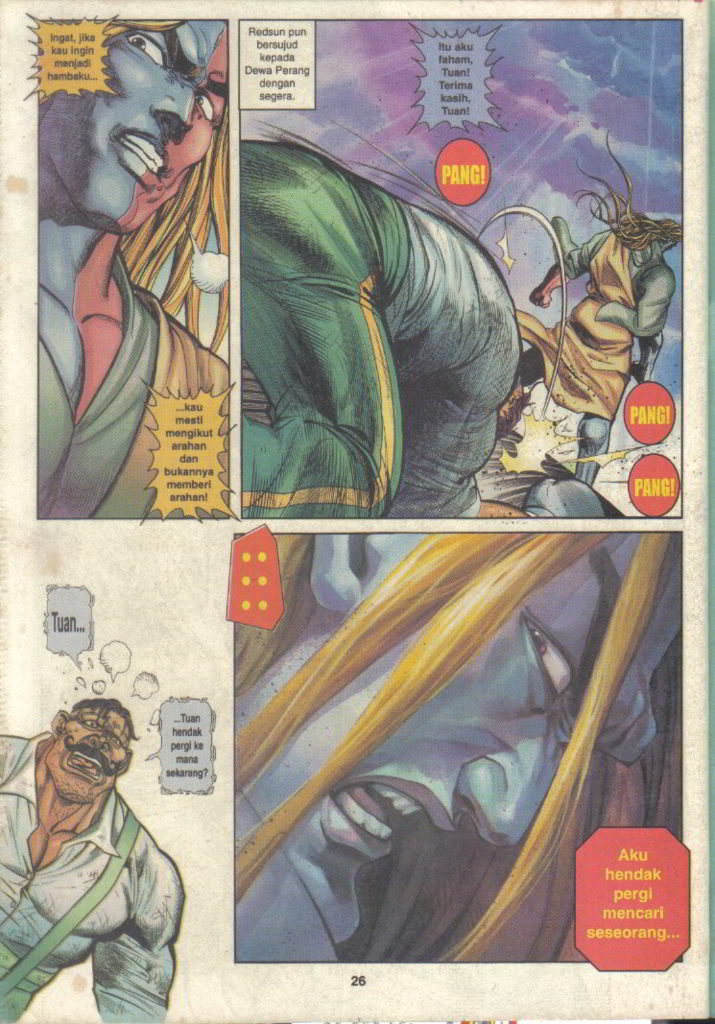 Ingat, jika
kau ingin
menjadi
hambaku...
...kau
mesti
mengikut
arahan
dan
bukannya
memberi
arahan!
Redsun pun
bersujud
kepada
Dewa Perang
dengan
segera.
Itu aku
faham,
Tuan!
Terima
kasih,
Tuan!
PANG!
PANG!
PANG!
Tuan...
...Tuan
hendak
pergi ke
mana
sekarang?
Aku
hendak
pergi
mencari
seseorang...
26